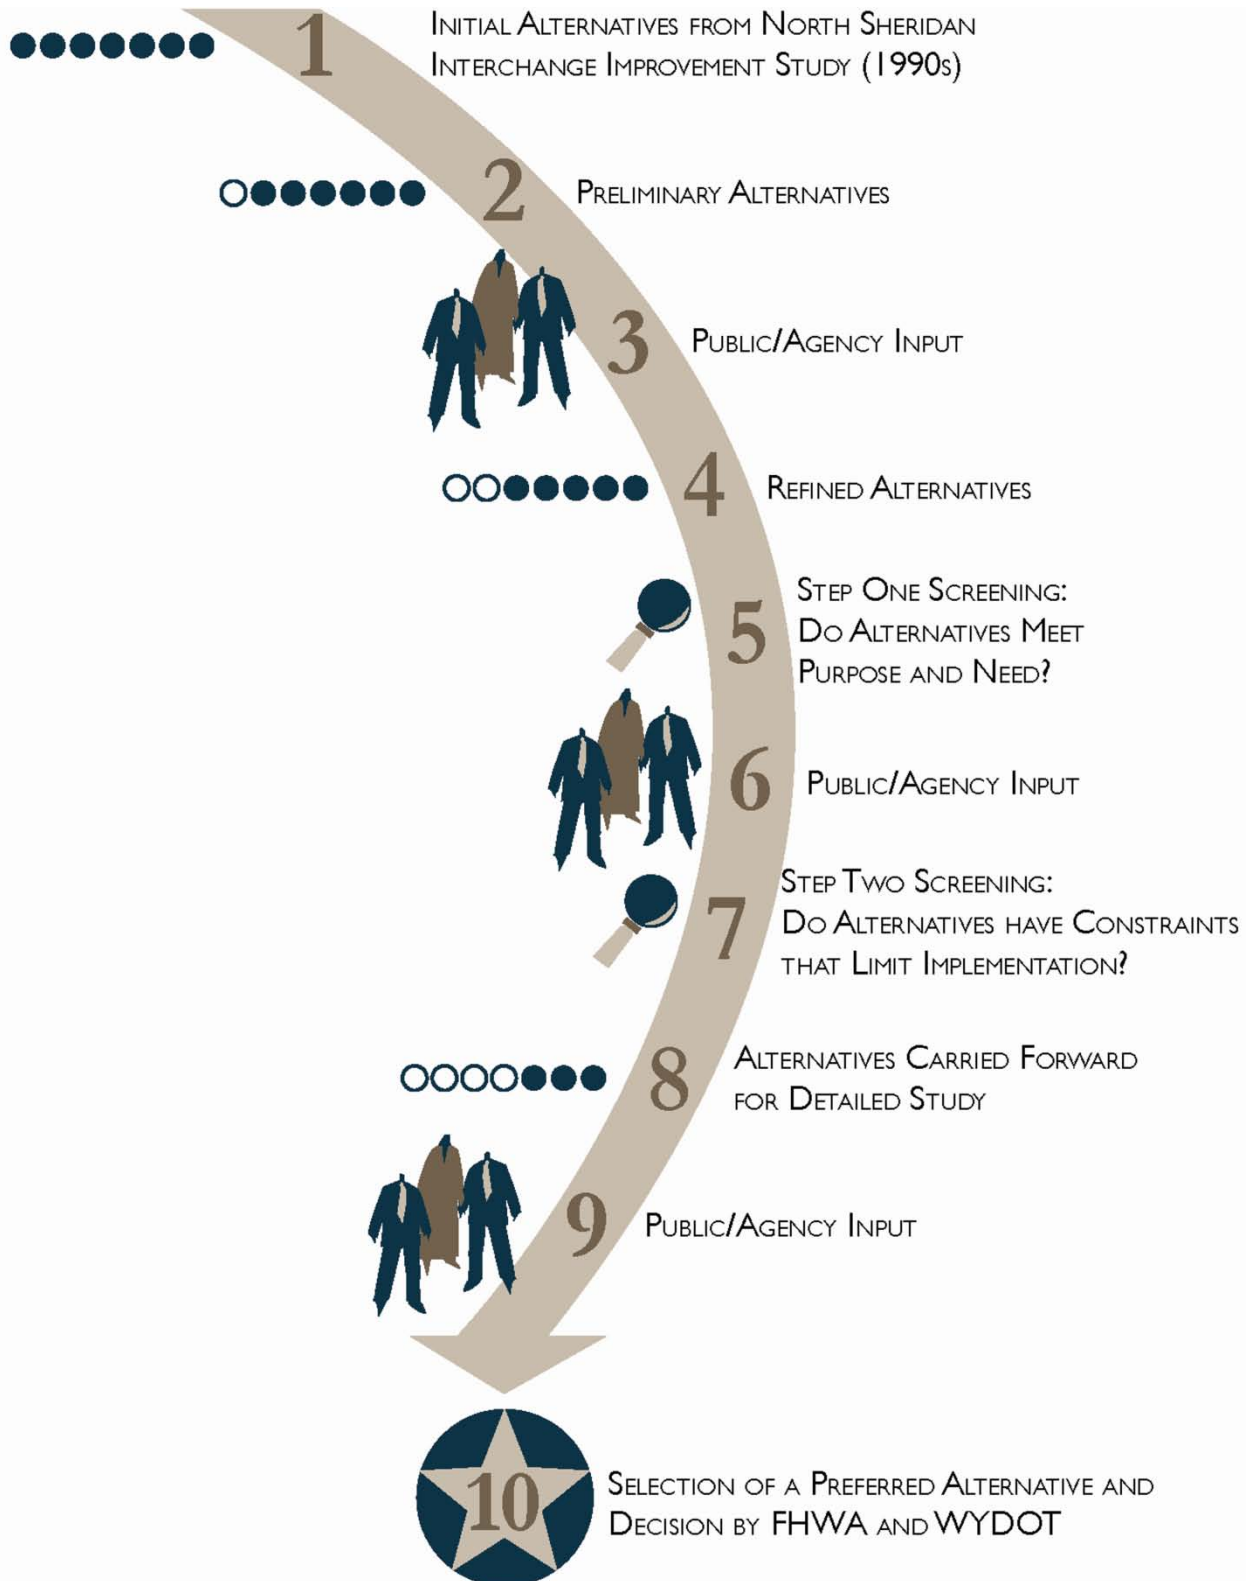 1
INITIAL ALTERNATIVES FROM NORTH SHERIDAN
INTERCHANGE IMPROVEMENT STUDY (1990S)
2
PRELIMINARY ALTERNATIVES
3
PUBLIC/AGENCY INPUT
4
REFINED ALTERNATIVES
5
STEP ONE SCREENING:
DO ALTERNATIVES MEET
PURPOSE AND NEED?
6
PUBLIC/AGENCY INPUT
7
STEP TWO SCREENING:
DO ALTERNATIVES HAVE CONSTRAINTS
THAT LIMIT IMPLEMENTATION?
8
ALTERNATIVES CARRIED FORWARD
FOR DETAILED STUDY
9
PUBLIC/AGENCY INPUT
10
SELECTION OF A PREFERRED ALTERNATIVE AND
DECISION BY FHWA AND WYDOT